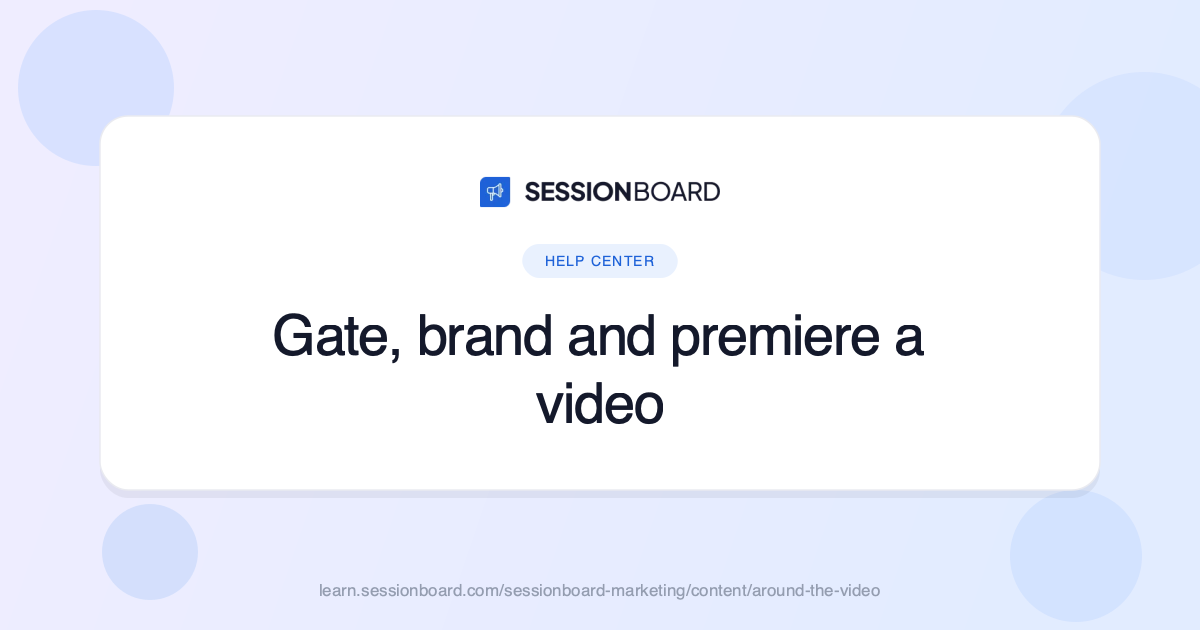 SESSIONBOARD
HELP CENTER
Gate, brand and premiere a
video
learn.sessionboard.com/sessionboard-marketing/content/around-the-video